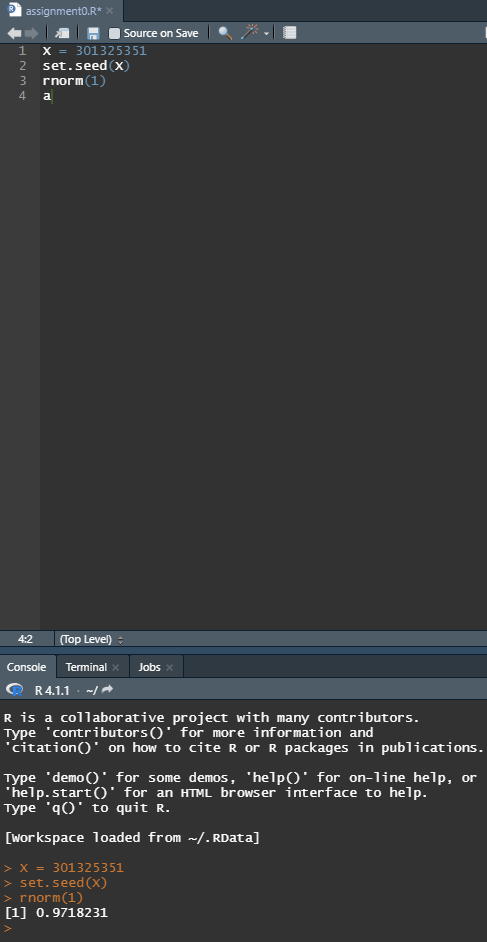 assignment0.R*
Source on Save
1 X = 301325351
2 set.seed(X)
3 rnorm(1)
4 a
4:2 (Top Level)
Console Terminal Jobs
R 4.1.1 · ~/
R is a collaborative project with many contributors.
Type 'contributors()' for more information and
'citation()' on how to cite R or R packages in publications.
Type 'demo()' for some demos, 'help()' for on-line help, or
'help.start()' for an HTML browser interface to help.
Type 'q()' to quit R.
[Workspace loaded from ~/.RData]
> X = 301325351
> set.seed(X)
> rnorm(1)
[1] 0.9718231
>